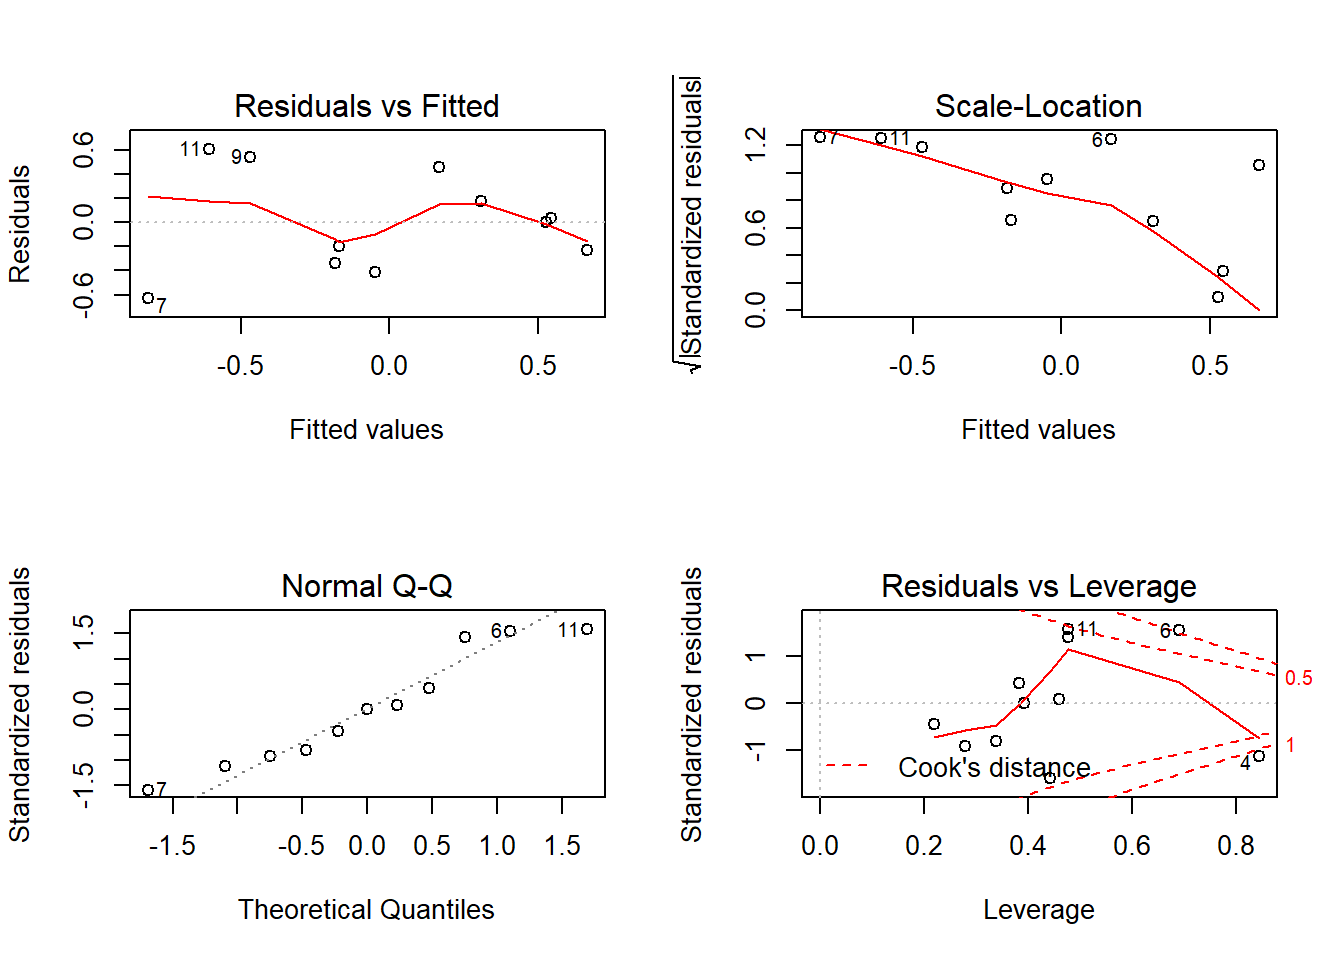 Residuals vs Fitted
Residuals
-0.6 0.0 0.6
11
9
7
-0.5 0.0 0.5
Fitted values
Scale-Location
√|Standardized residuals|
0.0 0.6 1.2
7
11
6
-0.5 0.0 0.5
Fitted values
Normal Q-Q
Standardized residuals
-1.5 0.0 1.5
6
11
7
-1.5 -0.5 0.0 0.5 1.0 1.5
Theoretical Quantiles
Residuals vs Leverage
Standardized residuals
-1 0 1
11
6
4
0.5
1
Cook's distance
0.0 0.2 0.4 0.6 0.8
Leverage